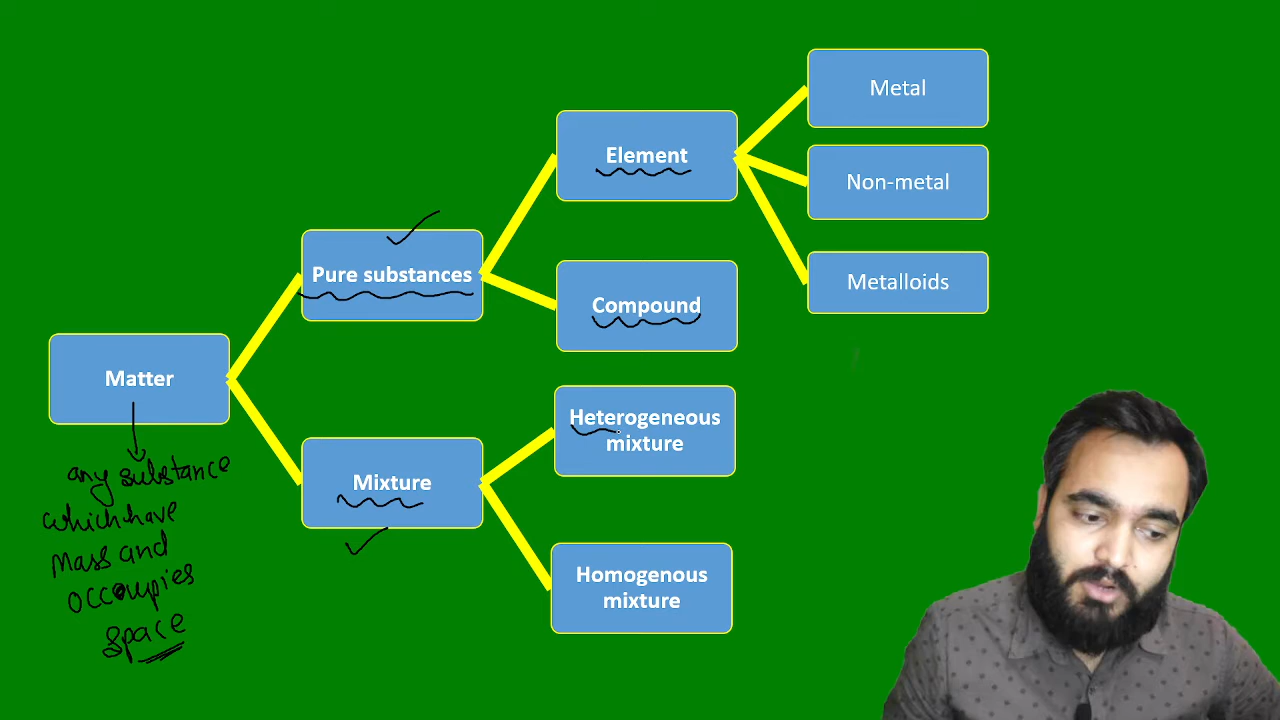 Metal
Element
Non-metal
Pure substances
Metalloids
Compound
Matter
Heterogeneous
mixture
any substance
which have
Mass and
occoupies
space
Mixture
Homogenous
mixture